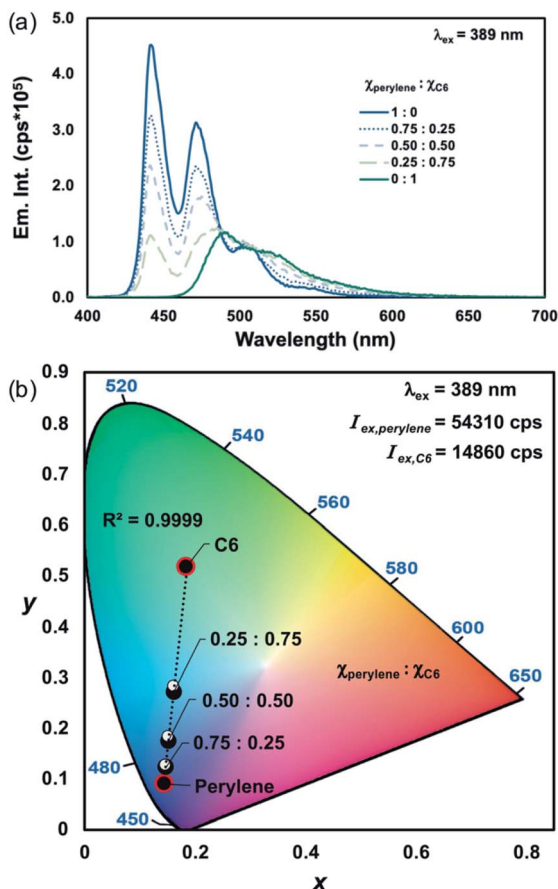 (a)
5.0
4.0
3.0
2.0
1.0
0.0
Em. Int. (cps*10⁵)
λex = 389 nm
χperylene : χC6
1 : 0
0.75 : 0.25
0.50 : 0.50
0.25 : 0.75
0 : 1
400 450 500 550 600 650 700
Wavelength (nm)
(b)
0.9
0.8
0.7
0.6
0.5
0.4
0.3
0.2
0.1
0
y
520
540
560
580
600
650
480
450
λex = 389 nm
Iex,perylene = 54310 cps
Iex,C6 = 14860 cps
R² = 0.9999
C6
0.25 : 0.75
χperylene : χC6
0.50 : 0.50
0.75 : 0.25
Perylene
0 0.2 0.4 0.6 0.8
x